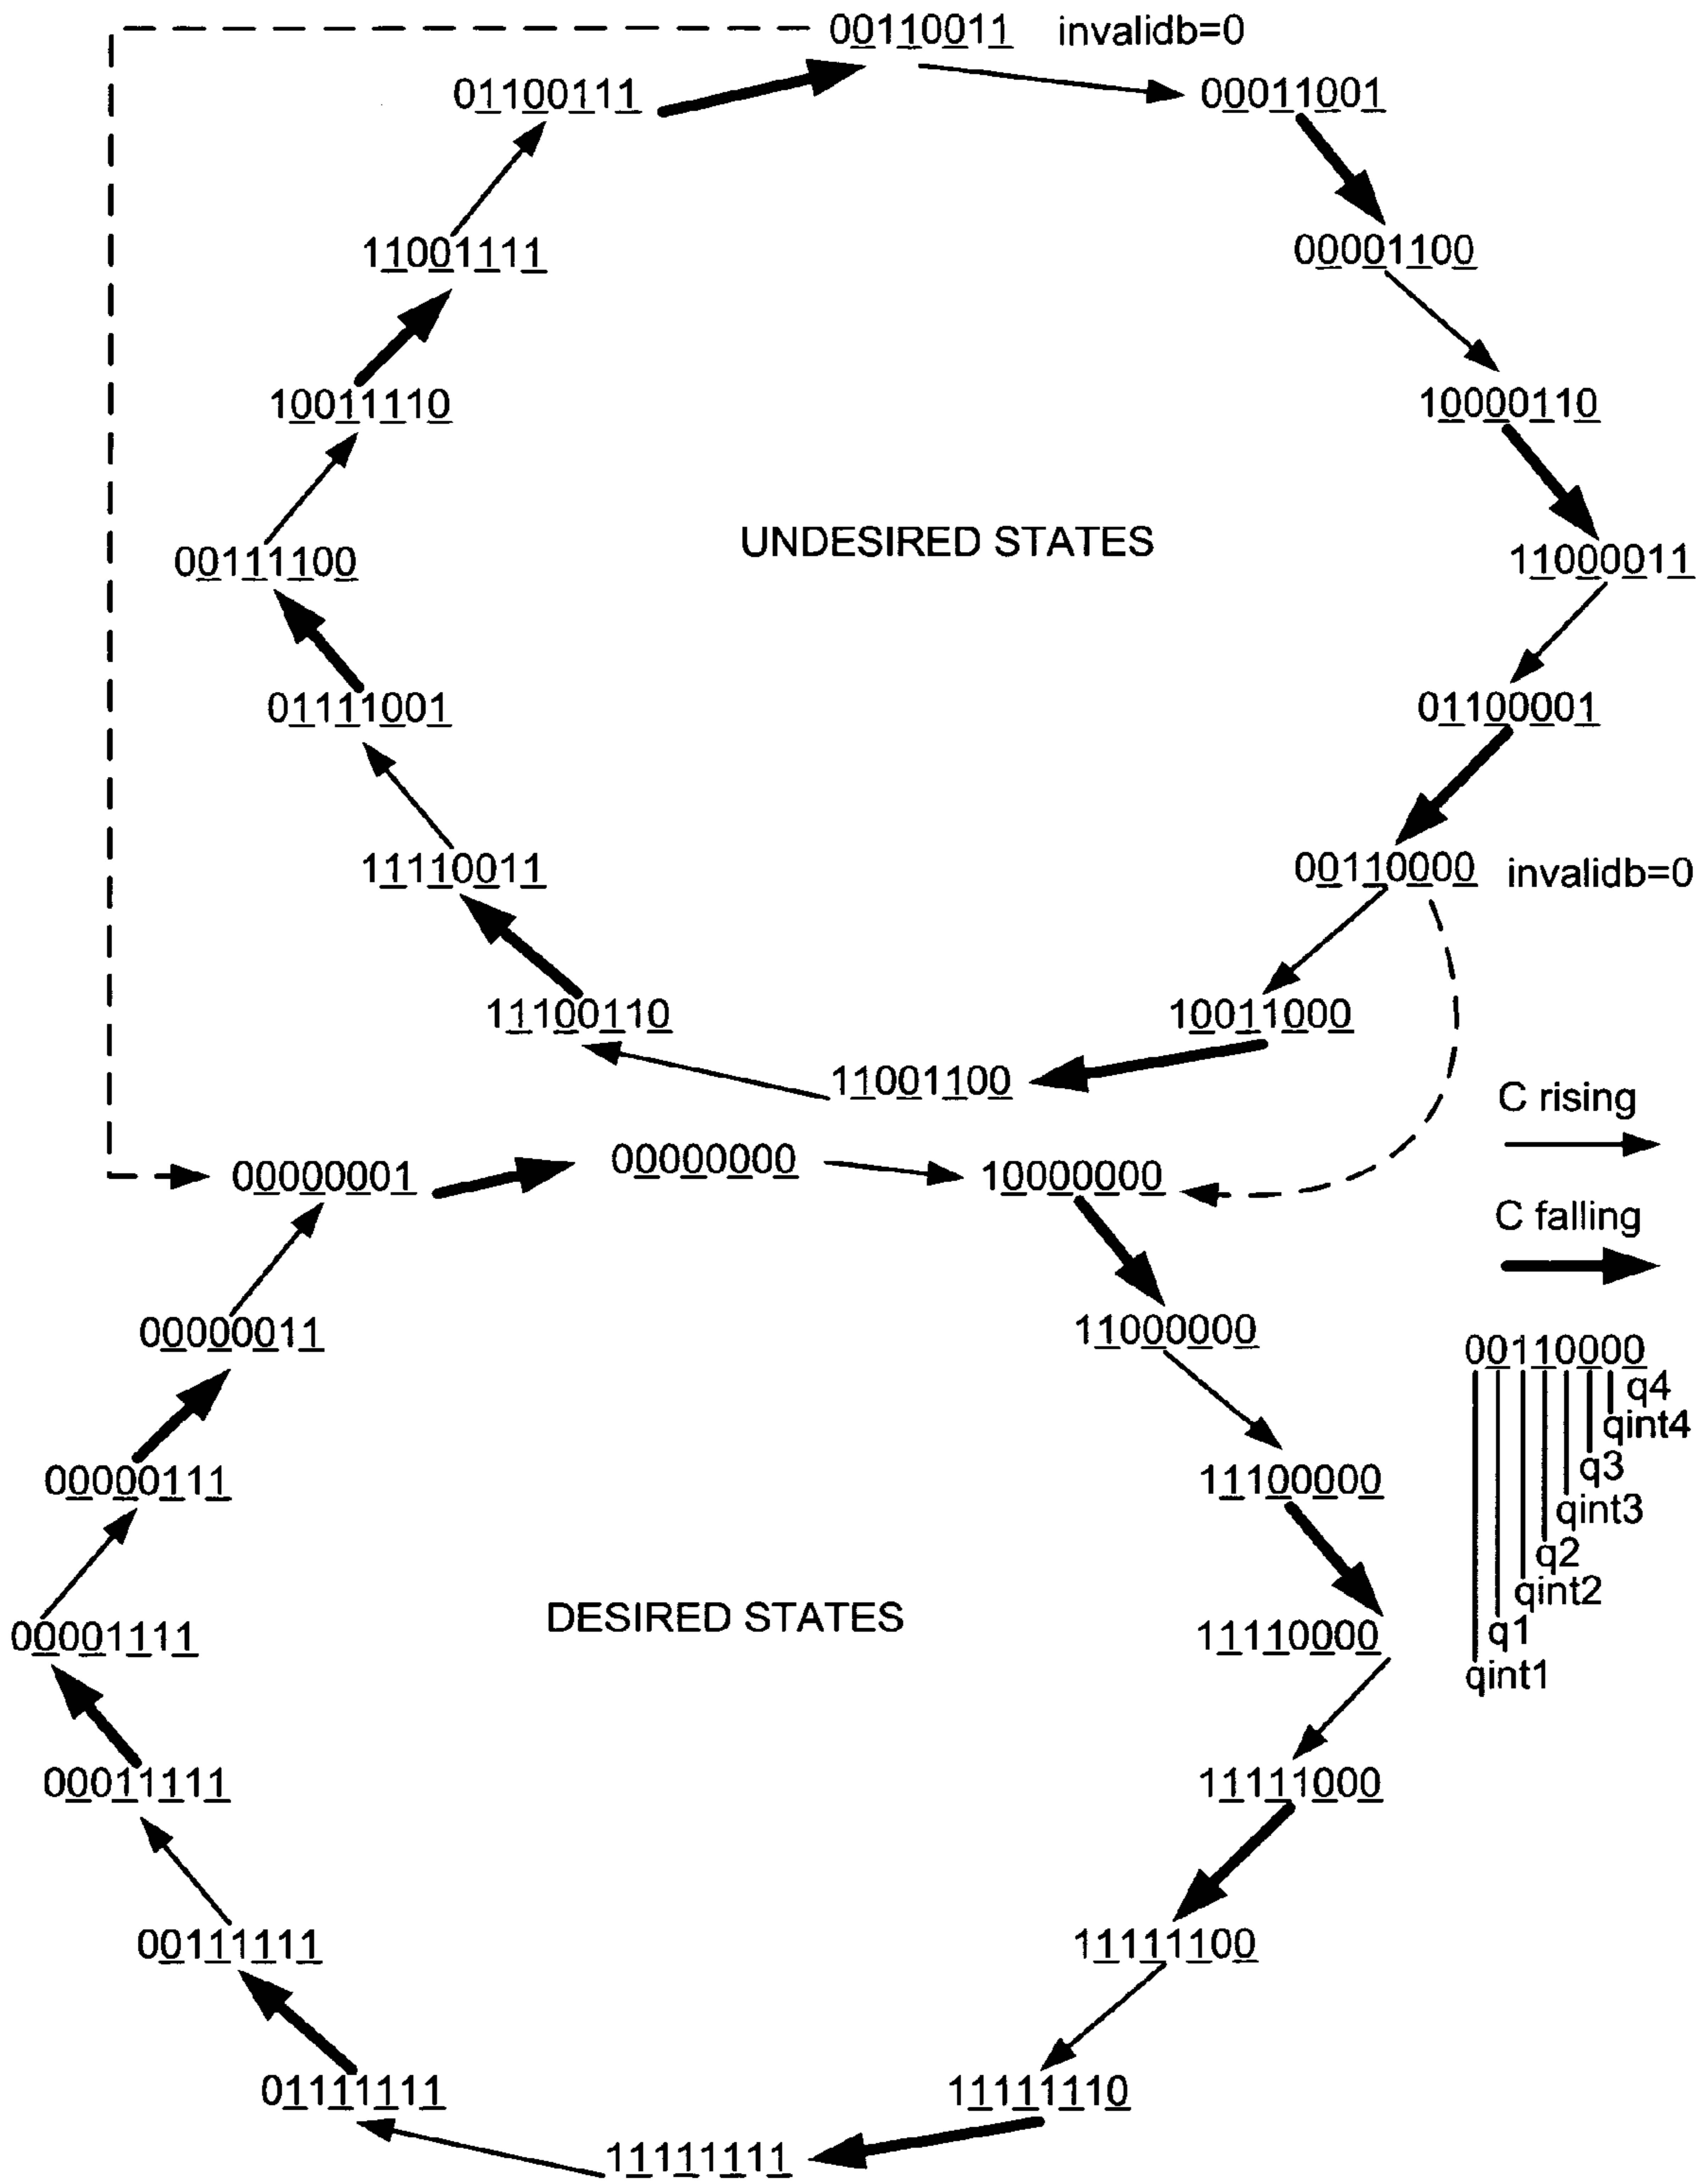 00110011 invalidb=0
01100111
00011001
11001111
00001100
10011110
10000110
UNDESIRED STATES
00111100
11000011
01111001
01100001
11110011
00110000 invalidb=0
11100110
10011000
11001100
C rising
00000001
00000000
10000000
C falling
00000011
11000000
00110000
q4
qint4
q3
qint3
q2
qint2
q1
qint1
00000111
11100000
DESIRED STATES
00001111
11110000
00011111
11111000
00111111
11111100
01111111
11111110
11111111